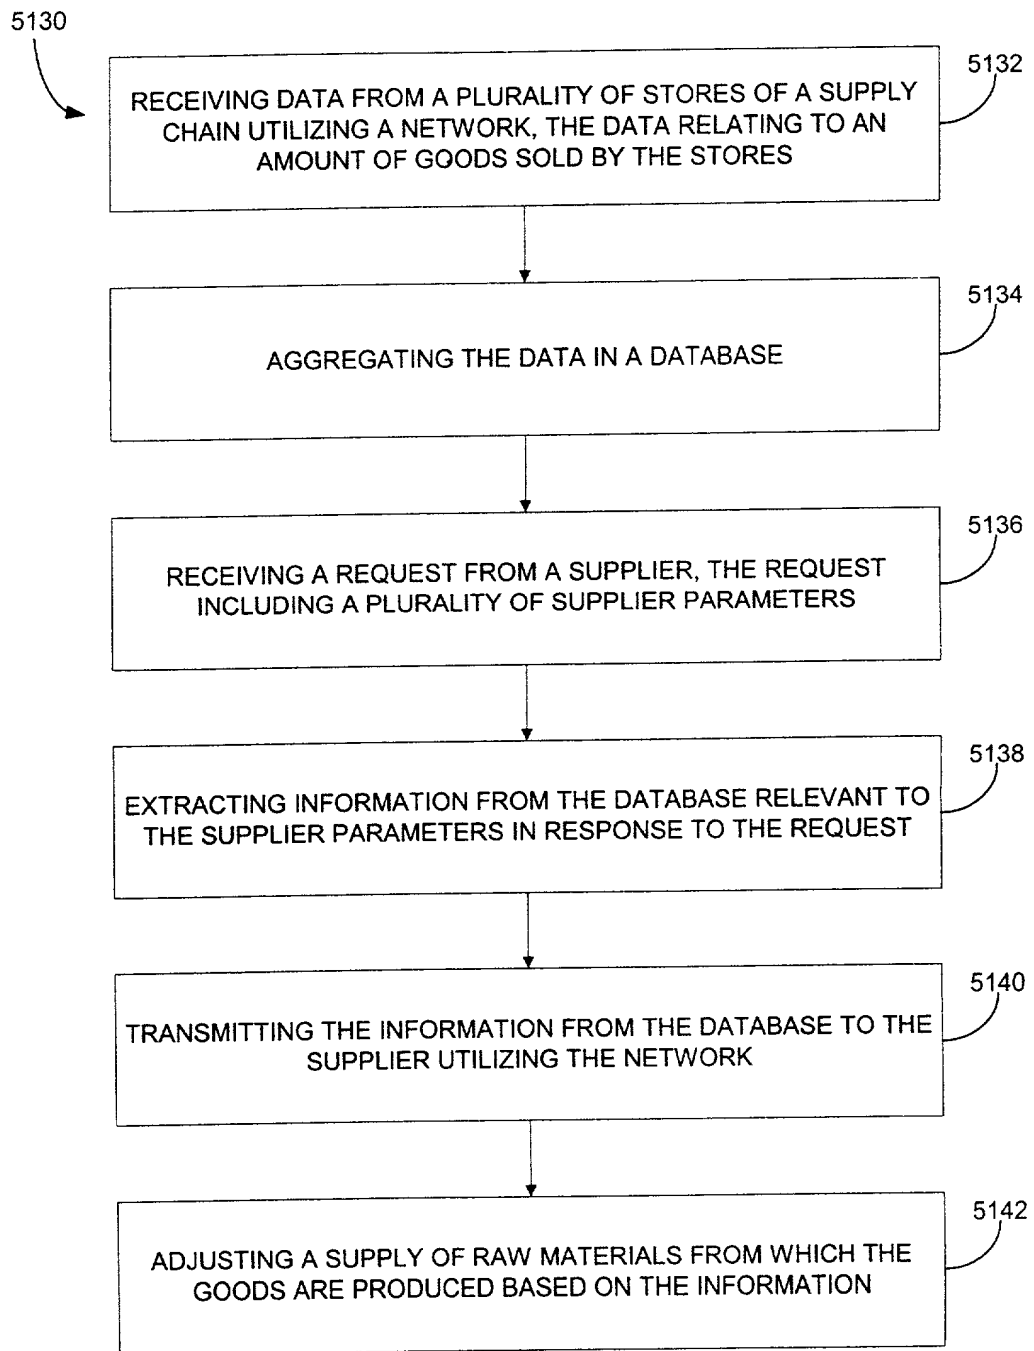 5130
5132
RECEIVING DATA FROM A PLURALITY OF STORES OF A SUPPLY
CHAIN UTILIZING A NETWORK, THE DATA RELATING TO AN
AMOUNT OF GOODS SOLD BY THE STORES
5134
AGGREGATING THE DATA IN A DATABASE
5136
RECEIVING A REQUEST FROM A SUPPLIER, THE REQUEST
INCLUDING A PLURALITY OF SUPPLIER PARAMETERS
5138
EXTRACTING INFORMATION FROM THE DATABASE RELEVANT TO
THE SUPPLIER PARAMETERS IN RESPONSE TO THE REQUEST
5140
TRANSMITTING THE INFORMATION FROM THE DATABASE TO THE
SUPPLIER UTILIZING THE NETWORK
5142
ADJUSTING A SUPPLY OF RAW MATERIALS FROM WHICH THE
GOODS ARE PRODUCED BASED ON THE INFORMATION